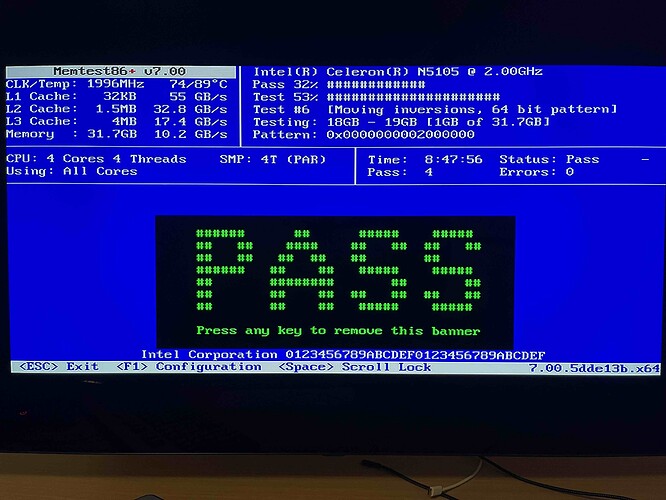 Memtest86+ v7.00
CLK/Temp: 1996MHz 74/89°C
L1 Cache: 32KB 55 GB/s
L2 Cache: 1.5MB 32.8 GB/s
L3 Cache: 4MB 17.4 GB/s
Memory : 31.7GB 10.2 GB/s
Intel(R) Celeron(R) N5105 @ 2.00GHz
Pass 32% ############
Test 53% #####################
Test #6 [Moving inversions, 64 bit pattern]
Testing: 18GB - 19GB [1GB of 31.7GB]
Pattern: 0x0000000002000000
CPU: 4 Cores 4 Threads SMP: 4T (PAR)
Using: All Cores
Time: 8:47:56 Status: Pass -
Pass: 4 Errors: 0
PASS
Press any key to remove this banner
Intel Corporation 0123456789ABCDEF0123456789ABCDEF
<ESC> Exit <F1> Configuration <Space> Scroll Lock 7.00.5dde13b.x64